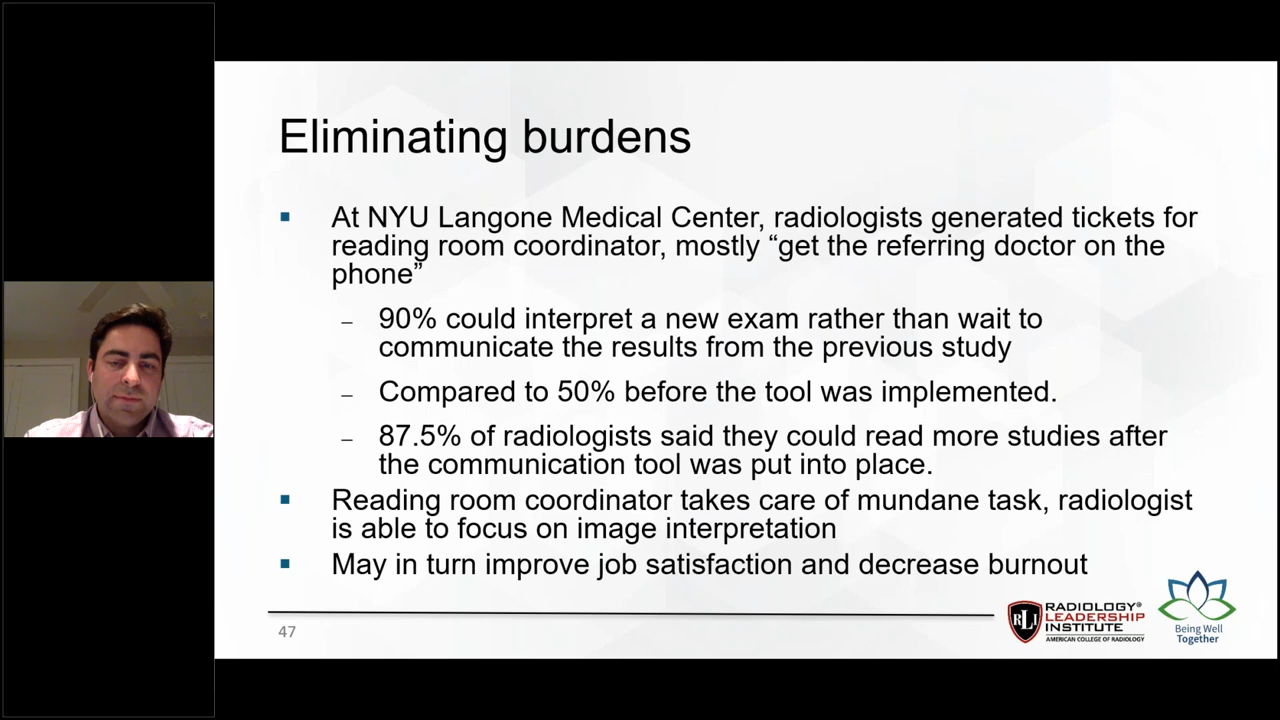 Eliminating burdens
▪ At NYU Langone Medical Center, radiologists generated tickets for
reading room coordinator, mostly “get the referring doctor on the
phone”
– 90% could interpret a new exam rather than wait to
communicate the results from the previous study
– Compared to 50% before the tool was implemented.
– 87.5% of radiologists said they could read more studies after
the communication tool was put into place.
▪ Reading room coordinator takes care of mundane task, radiologist
is able to focus on image interpretation
▪ May in turn improve job satisfaction and decrease burnout
47
RLI
RADIOLOGY®
LEADERSHIP
INSTITUTE
AMERICAN COLLEGE OF RADIOLOGY
Being Well
Together